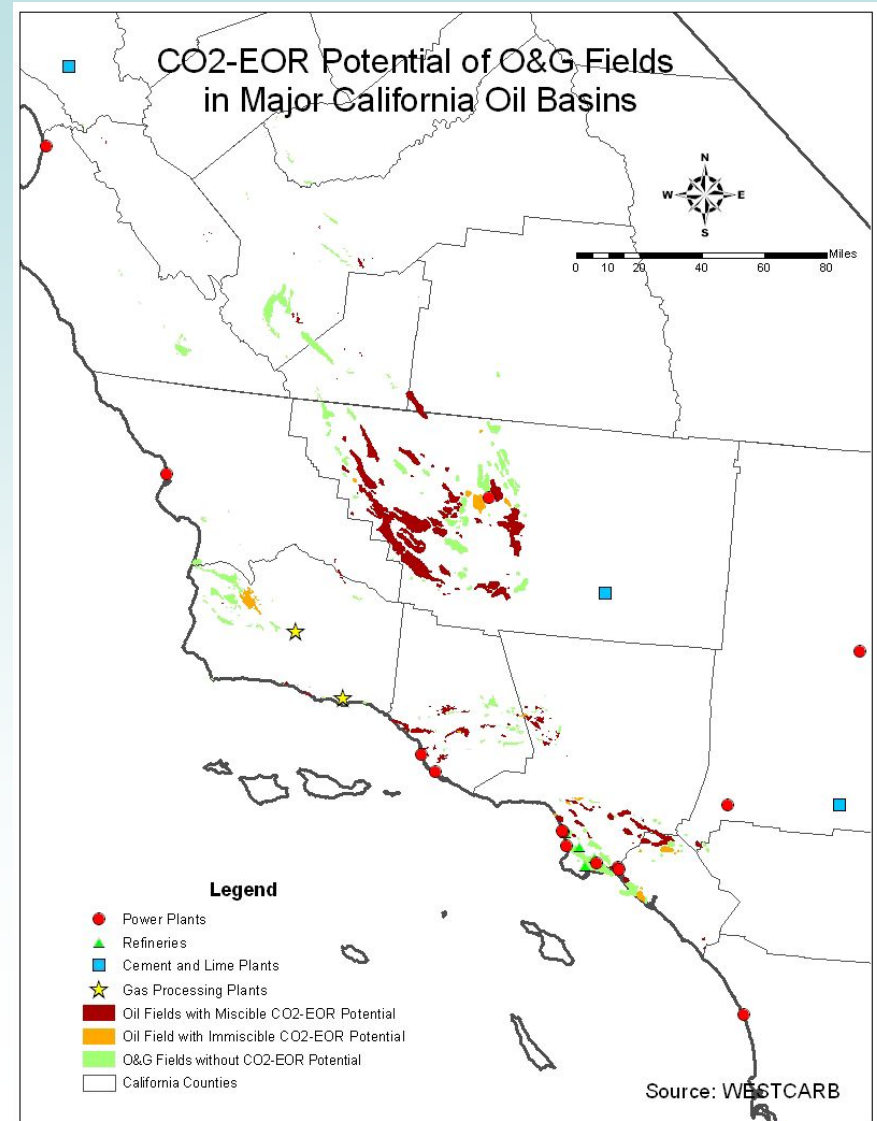 CO2-EOR Potential of O&G Fields
in Major California Oil Basins
N
W E
S
Miles
0 10 20 40 60 80
Legend
Power Plants
Refineries
Cement and Lime Plants
Gas Processing Plants
Oil Fields with Miscible CO2-EOR Potential
Oil Field with Immiscible CO2-EOR Potential
O&G Fields without CO2-EOR Potential
California Counties
Source: WESTCARB